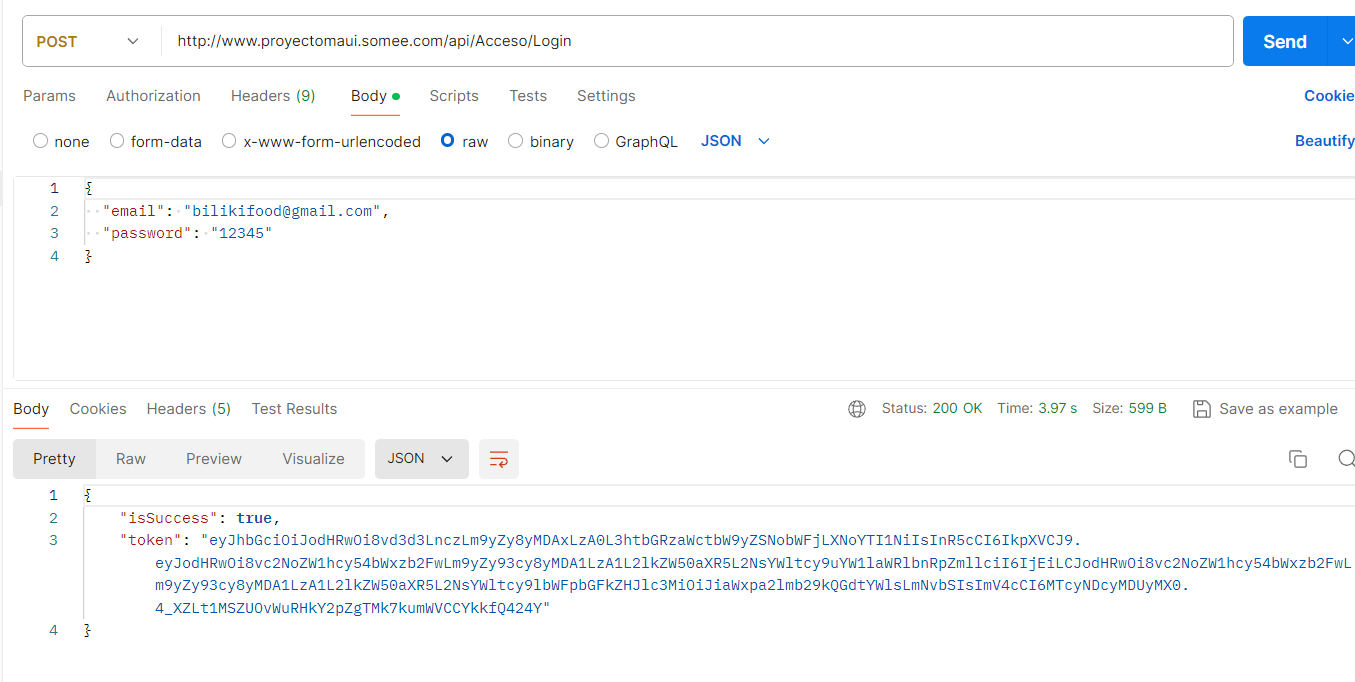 POST http://www.proyectomaui.somee.com/api/Acceso/Login Send
Params Authorization Headers (9) Body Scripts Tests Settings Cookie
none form-data x-www-form-urlencoded raw binary GraphQL JSON Beautify
1 {
2 "email": "bilikifood@gmail.com",
3 "password": "12345"
4 }
Body Cookies Headers (5) Test Results Status: 200 OK Time: 3.97 s Size: 599 B Save as example
Pretty Raw Preview Visualize JSON
1 {
2 "isSuccess": true,
3 "token": "eyJhbGciOiJodHRwOi8vd3d3LnczLm9yZy8yMDAxLzA0L3htbGRzaWctbW9yZSNobWFjLXNoYTI1NiIsInR5cCI6IkpXVCJ9.
eyJodHRwOi8vc2NoZW1hcy54bWxzb2FwLm9yZy93cy8yMDA1LzA1L2lkZW50aXR5L2NsYWltcy9uYW1laWRlbnRpZmllciI6IjEiLCJodHRwOi8vc2NoZW1hcy54bWxzb2FwL
m9yZy93cy8yMDA1LzA1L2lkZW50aXR5L2NsYWltcy9lbWFpbGFkZHJlc3MiOiJiaWxpa2lmb29kQGdtYWlsLmNvbSIsImV4cCI6MTcyNDcyMDUyMX0.
4_XZLt1MSZUOvWuRHkY2pZgTMk7kumWVCCYkkfQ424Y"
4 }